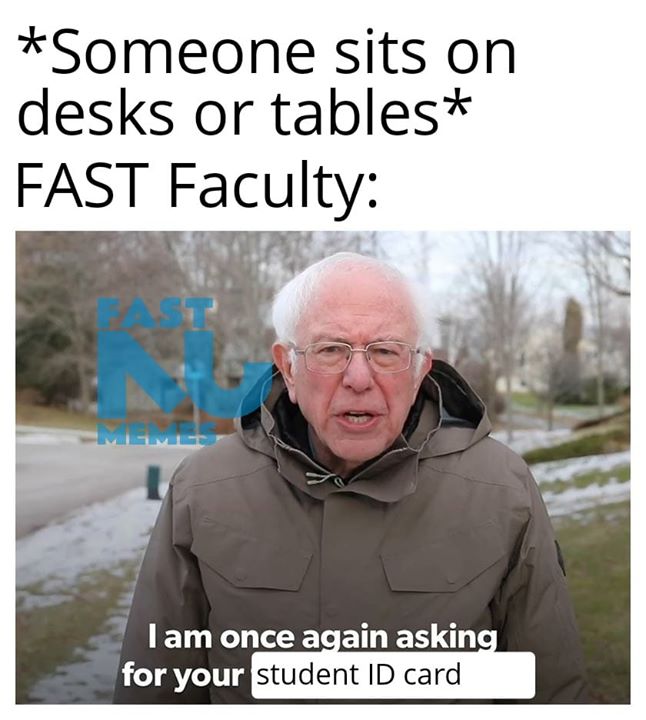 *Someone sits on
desks or tables*
FAST Faculty:
FAST
NU
MEMES
I am once again asking
for your student ID card